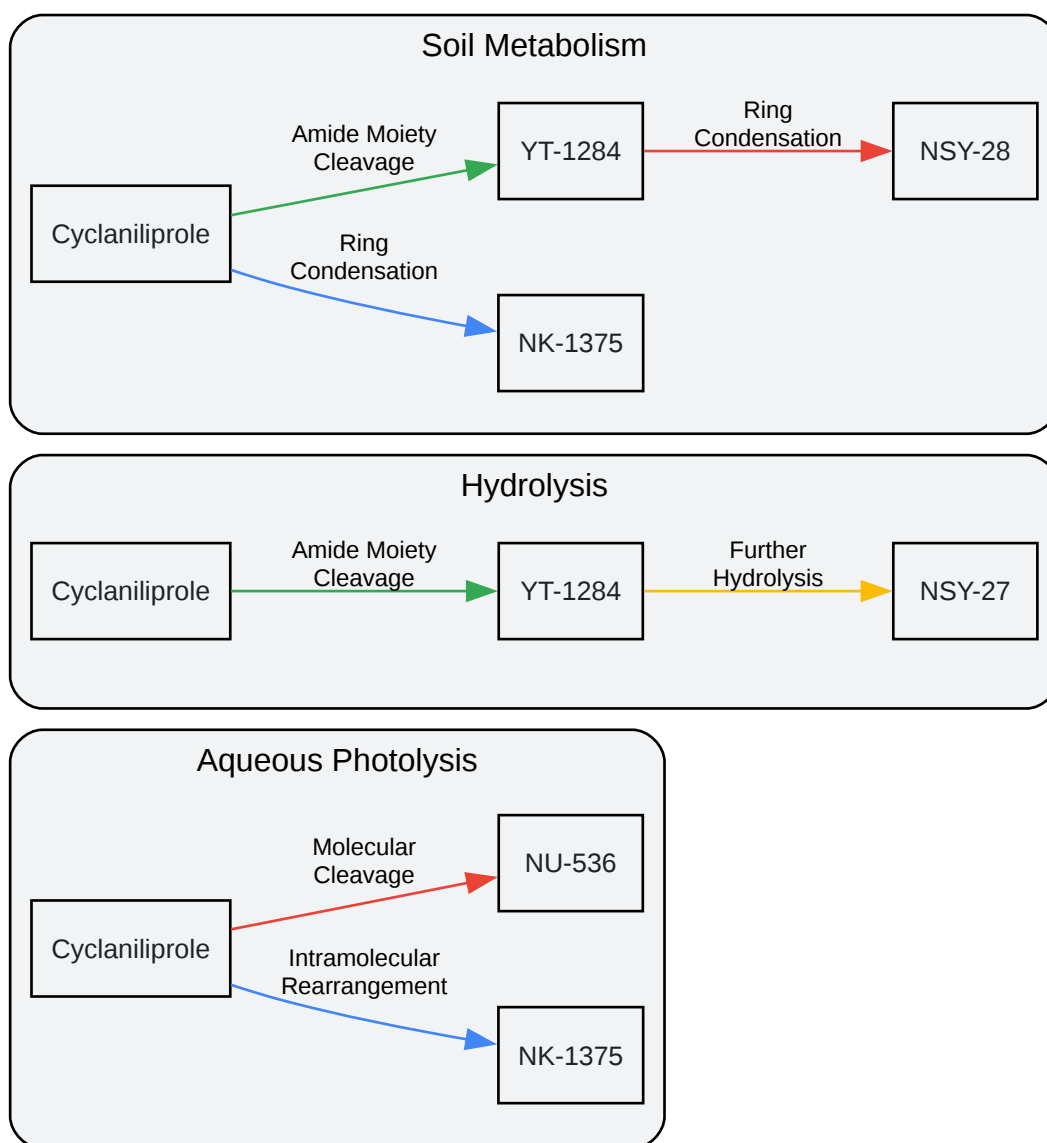 Soil Metabolism
Amide Moiety
Cleavage
YT-1284
Ring
Condensation
NSY-28
Cyclaniliprole
Ring
Condensation
NK-1375
Hydrolysis
Cyclaniliprole
Amide Moiety
Cleavage
YT-1284
Further
Hydrolysis
NSY-27
Aqueous Photolysis
Molecular
Cleavage
NU-536
Cyclaniliprole
Intramolecular
Rearrangement
NK-1375